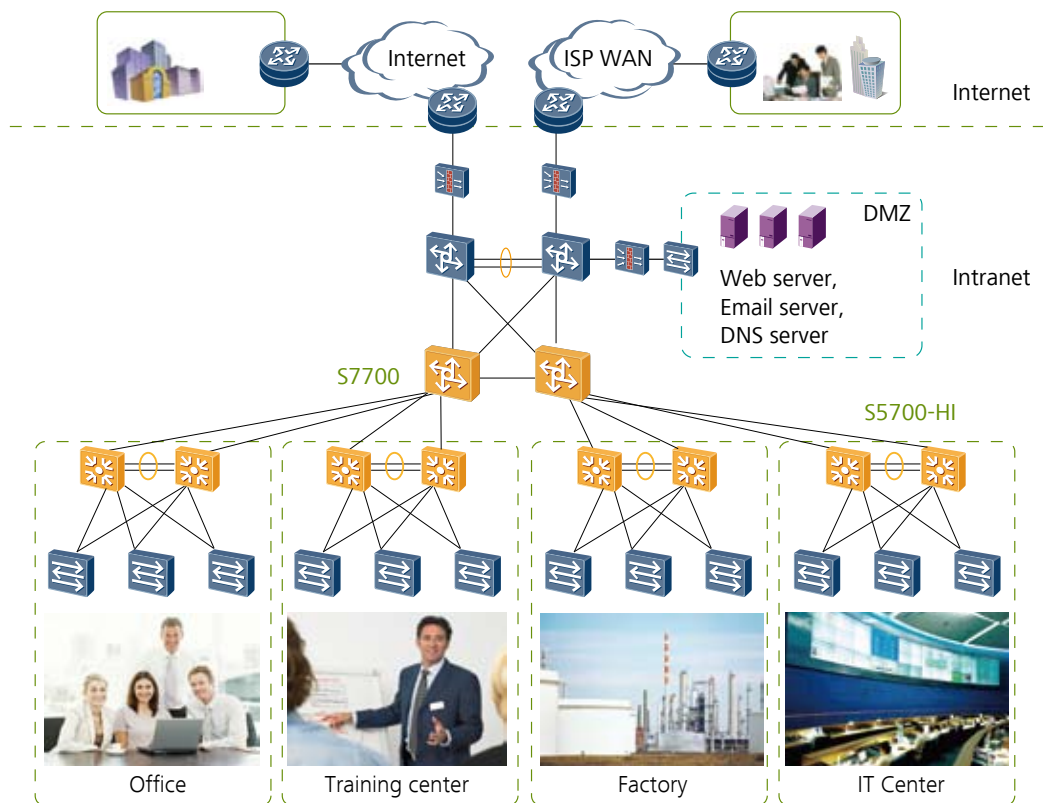 Internet
ISP WAN
Internet
DMZ
Web server,
Email server,
DNS server
Intranet
S7700
S5700-HI
Office
Training center
Factory
IT Center